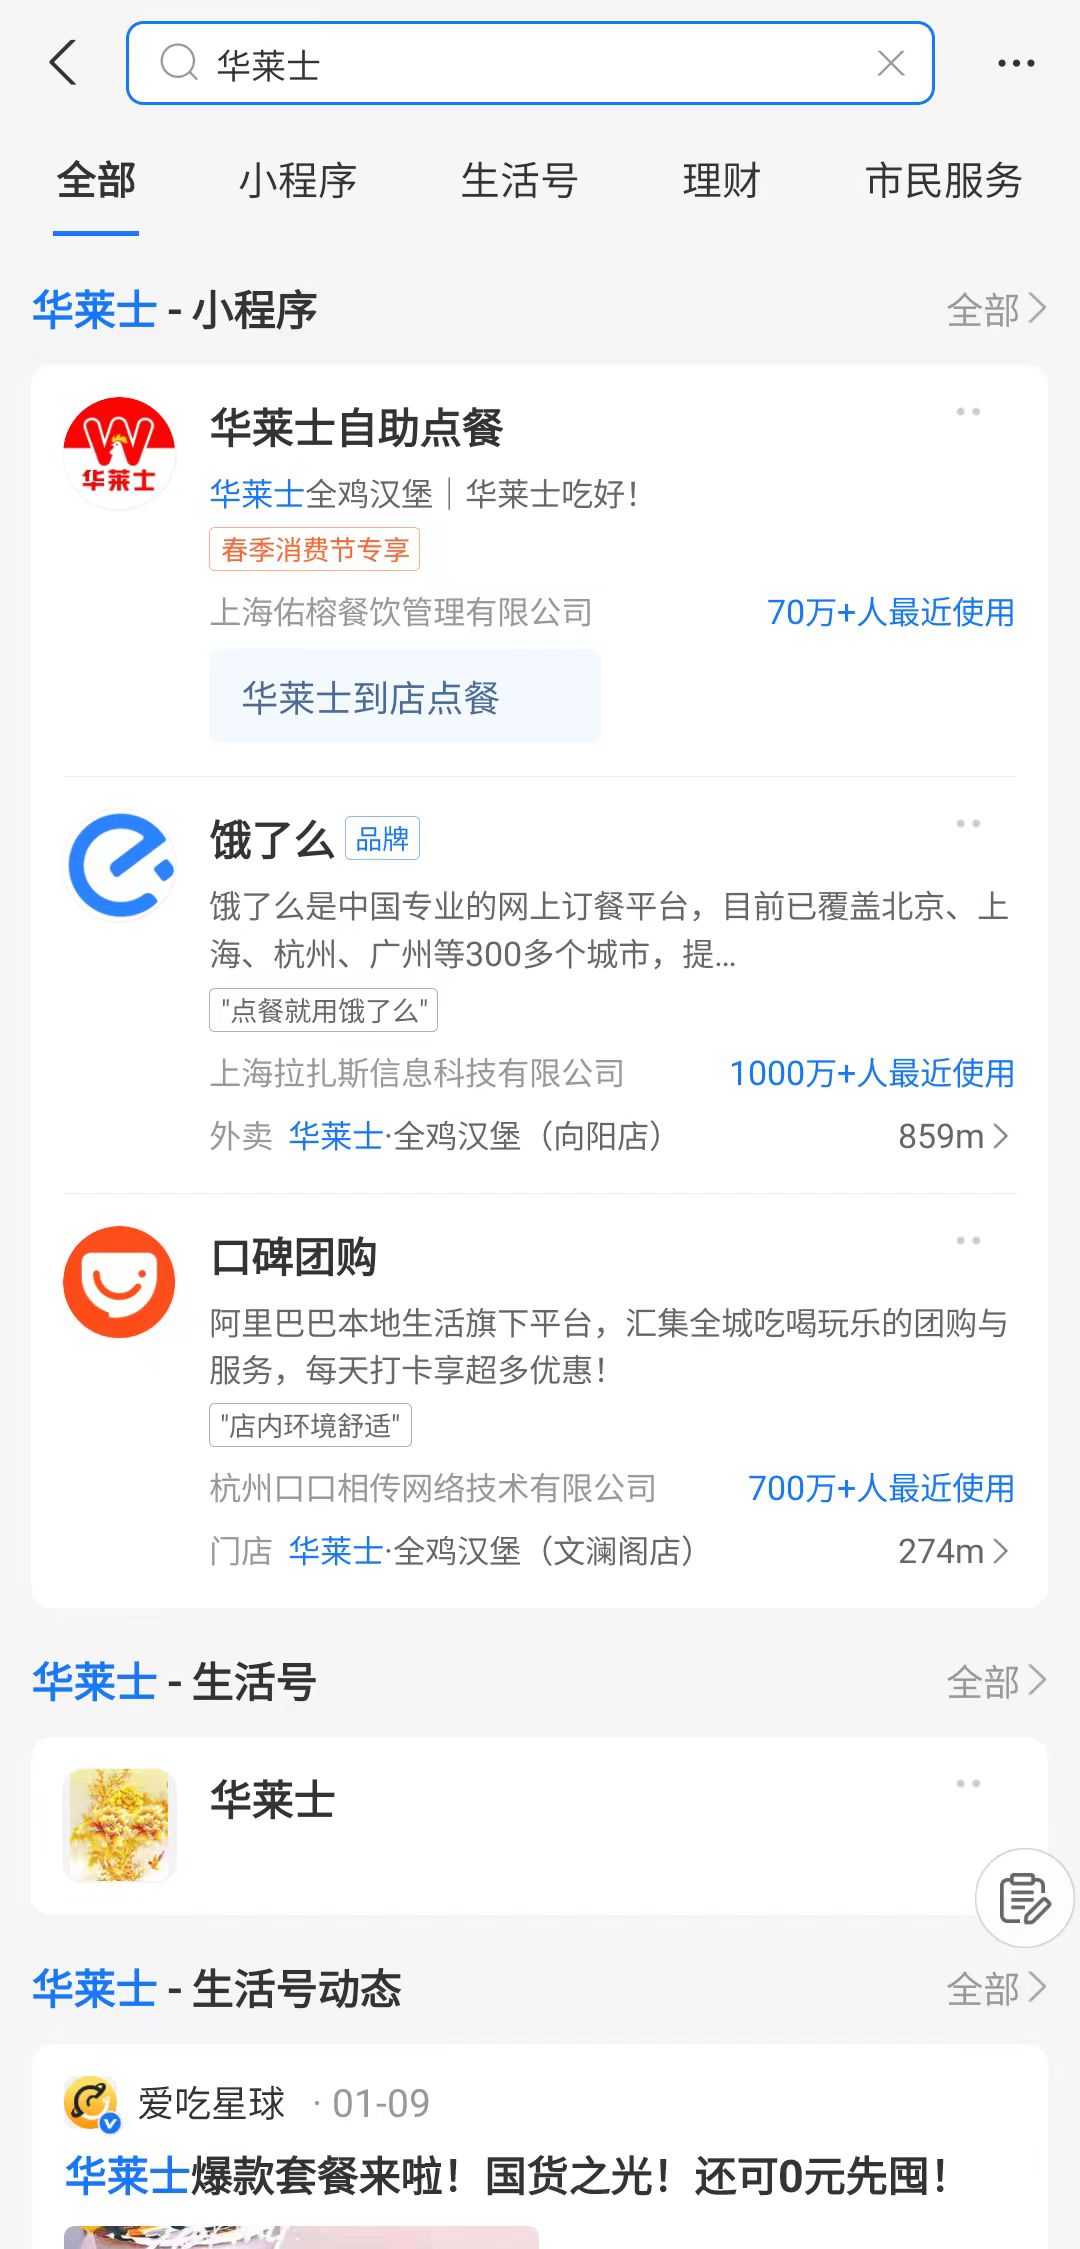 华莱士
全部 小程序 生活号 理财 市民服务
华莱士 - 小程序 全部
华莱士
华莱士自助点餐
华莱士全鸡汉堡｜华莱士吃好！
春季消费节专享
上海佑榕餐饮管理有限公司 70万+人最近使用
华莱士到店点餐
饿了么 品牌
饿了么是中国专业的网上订餐平台，目前已覆盖北京、上
海、杭州、广州等300多个城市，提...
"点餐就用饿了么"
上海拉扎斯信息科技有限公司 1000万+人最近使用
外卖 华莱士·全鸡汉堡（向阳店） 859m
口碑团购
阿里巴巴本地生活旗下平台，汇集全城吃喝玩乐的团购与
服务，每天打卡享超多优惠！
"店内环境舒适"
杭州口口相传网络技术有限公司 700万+人最近使用
门店 华莱士·全鸡汉堡（文澜阁店） 274m
华莱士 - 生活号 全部
华莱士
华莱士 - 生活号动态 全部
爱吃星球 · 01-09
华莱士爆款套餐来啦！国货之光！还可0元先囤！